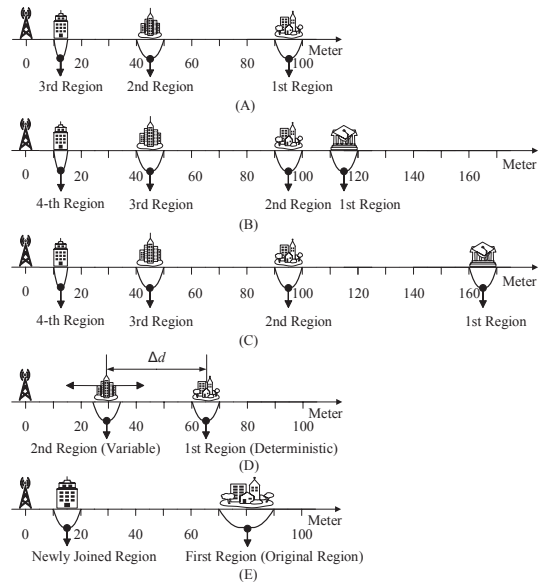 Meter
0 20 40 60 80 100
3rd Region 2nd Region 1st Region
(A)
Meter
0 20 40 60 80 100 120 140 160
4-th Region 3rd Region 2nd Region 1st Region
(B)
Meter
0 20 40 60 80 100 120 140 160
4-th Region 3rd Region 2nd Region 1st Region
(C)
Δd
Meter
0 20 40 60 80 100
2nd Region (Variable) 1st Region (Deterministic)
(D)
Meter
0 20 40 60 80 100
Newly Joined Region First Region (Original Region)
(E)